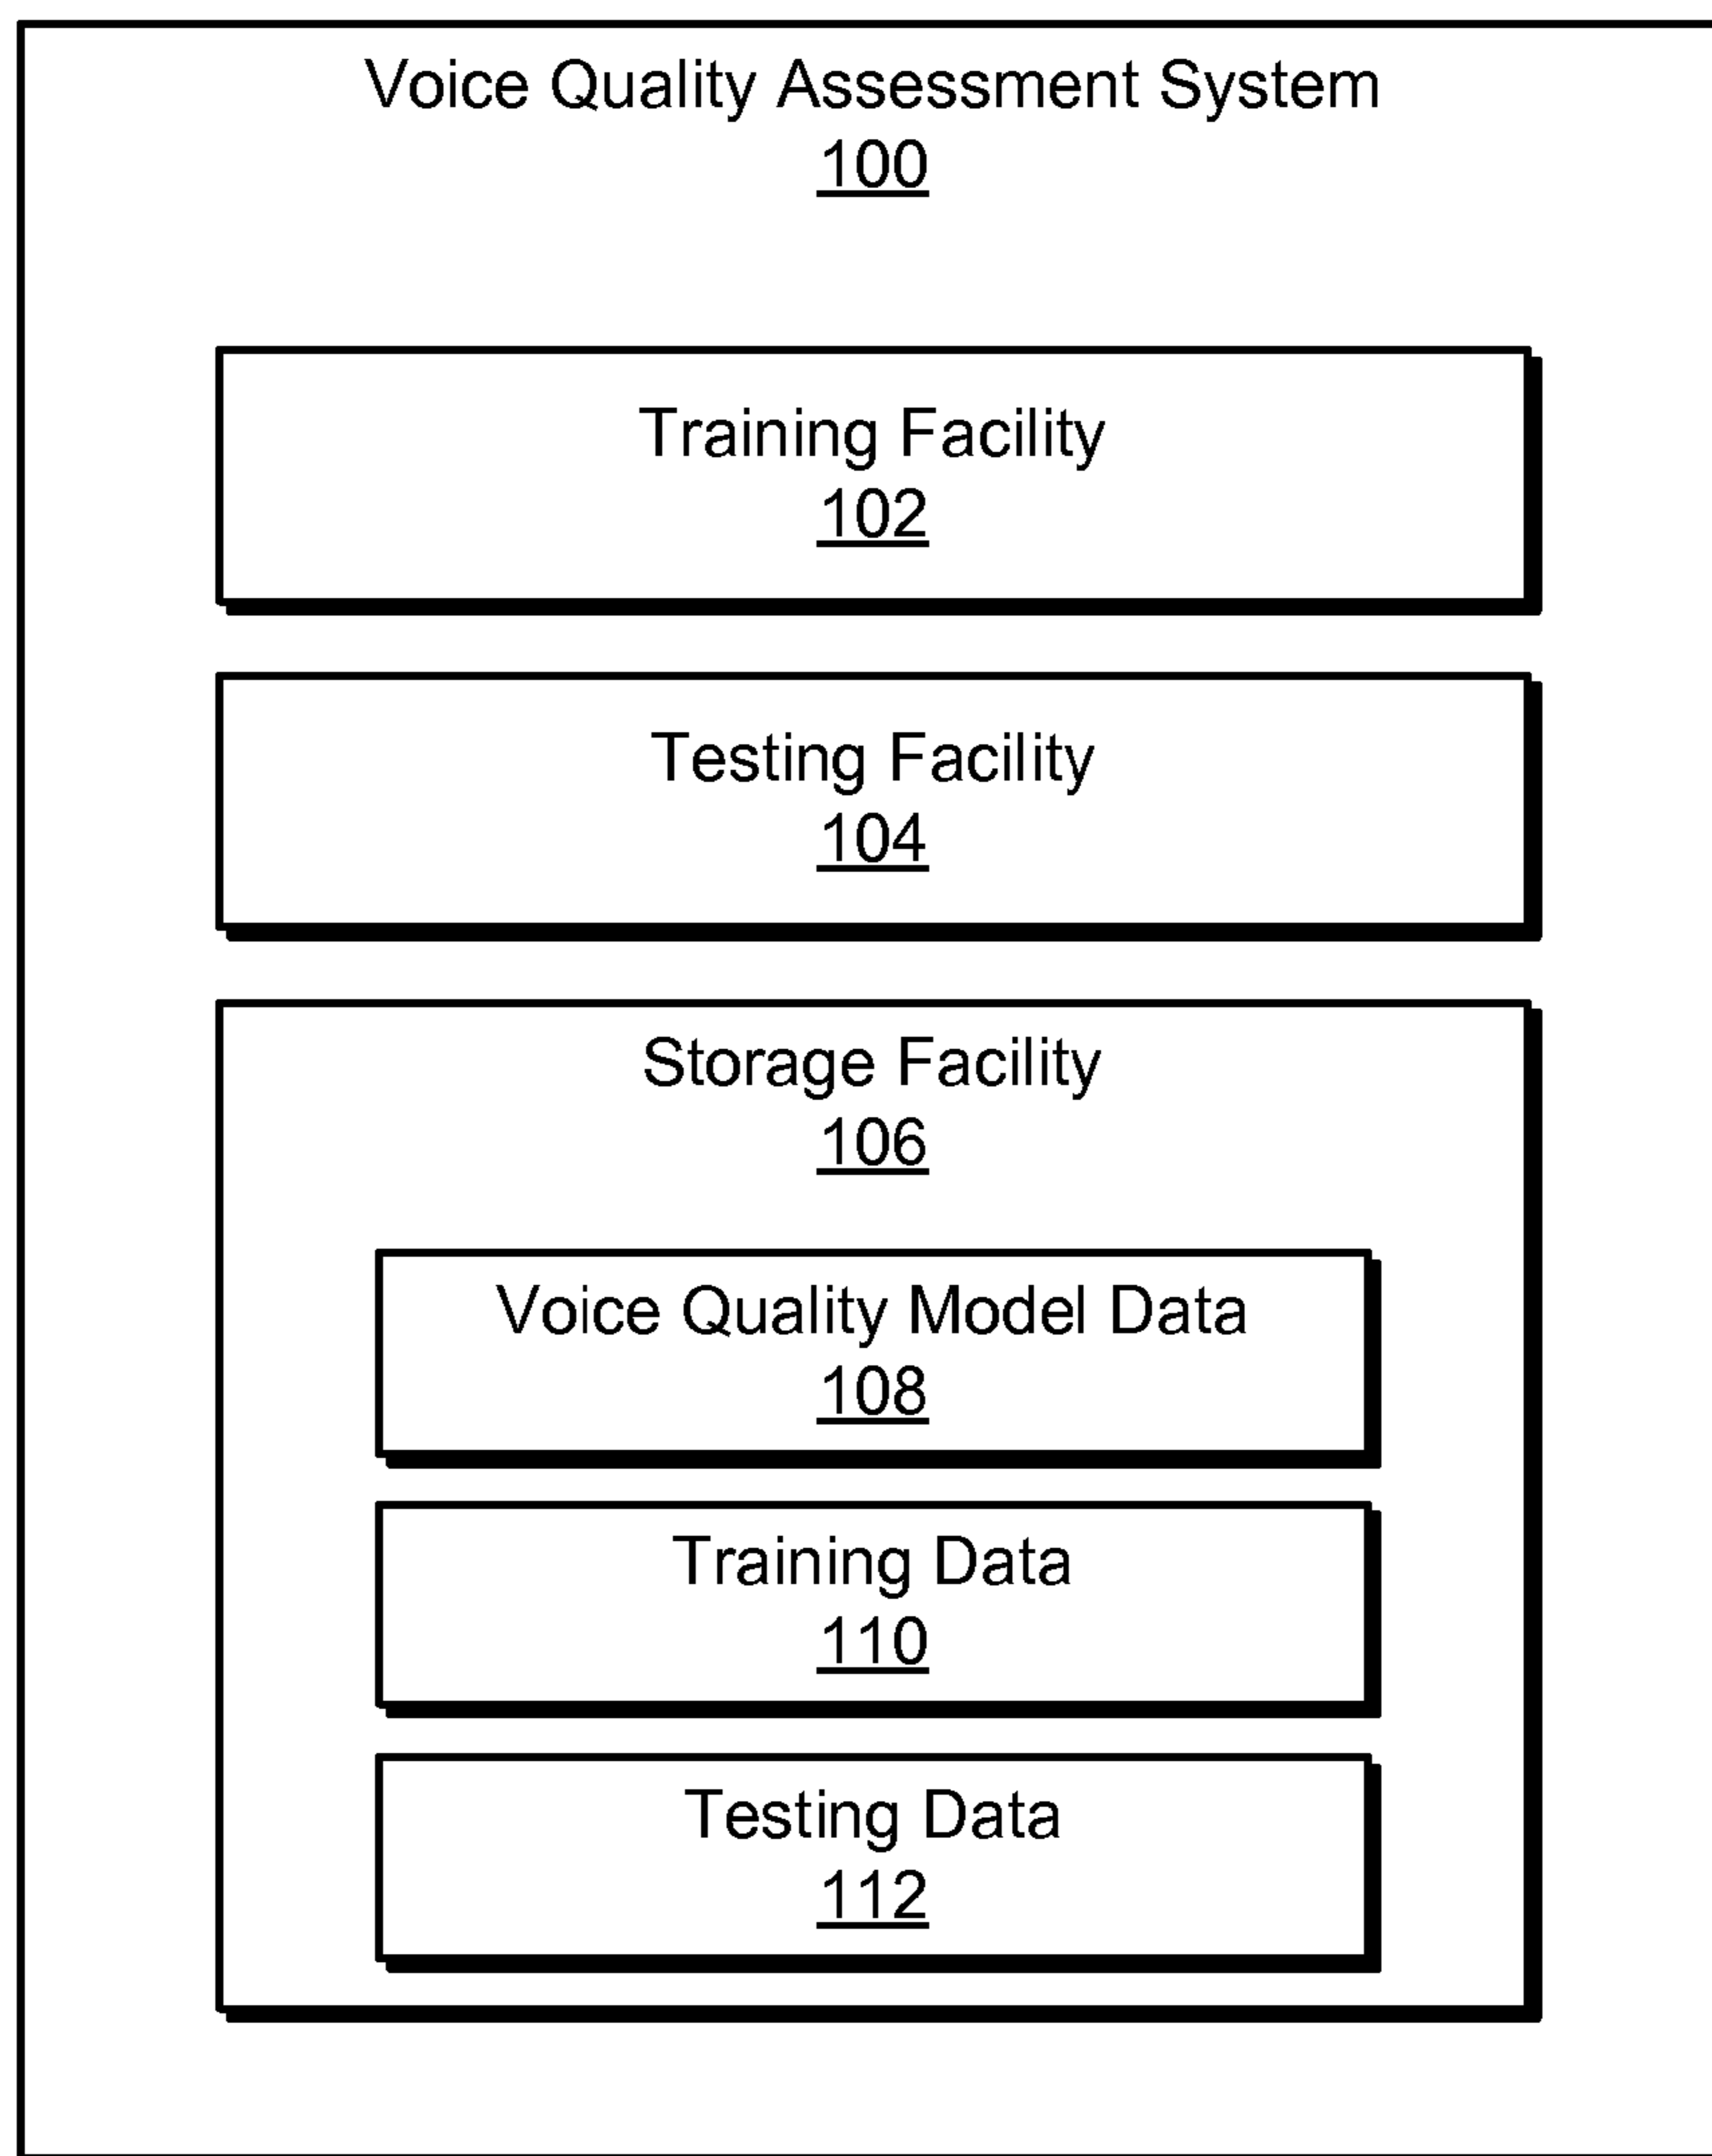 Voice Quality Assessment System
100
Training Facility
102
Testing Facility
104
Storage Facility
106
Voice Quality Model Data
108
Training Data
110
Testing Data
112